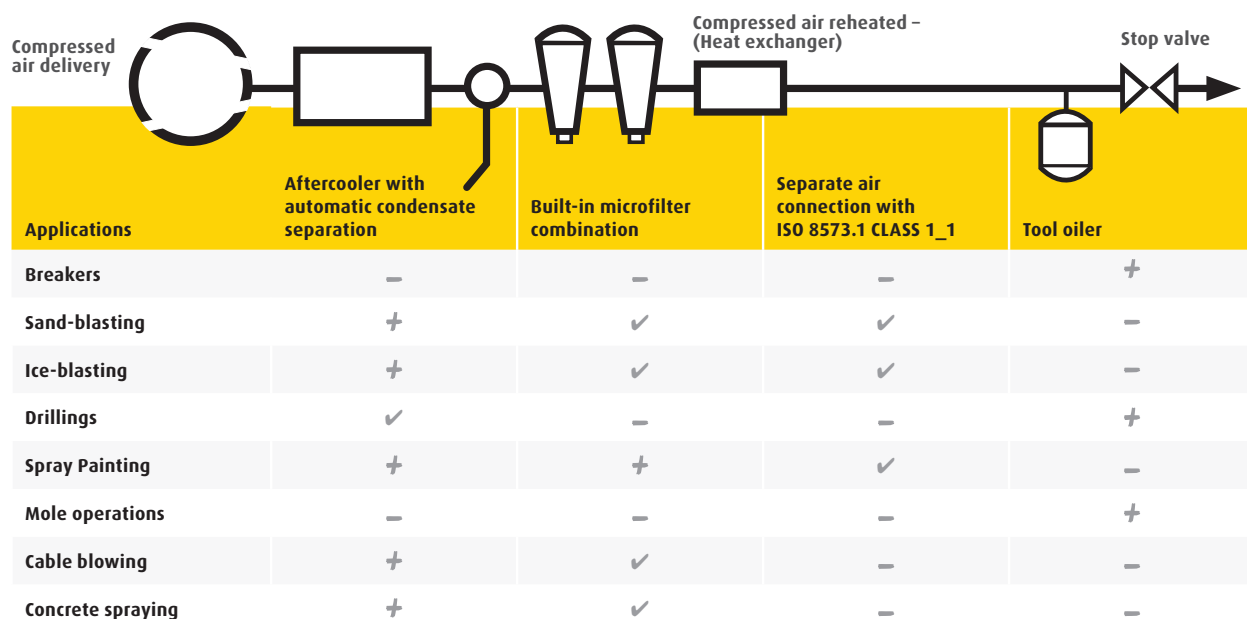 Compressed
air delivery
Compressed air reheated –
(Heat exchanger)
Stop valve
Applications
Aftercooler with
automatic condensate
separation
Built-in microfilter
combination
Separate air
connection with
ISO 8573.1 CLASS 1_1
Tool oiler
Breakers – – – +
Sand-blasting + ✔ ✔ –
Ice-blasting + ✔ ✔ –
Drillings ✔ – – +
Spray Painting + + ✔ –
Mole operations – – – +
Cable blowing + ✔ – –
Concrete spraying + ✔ – –